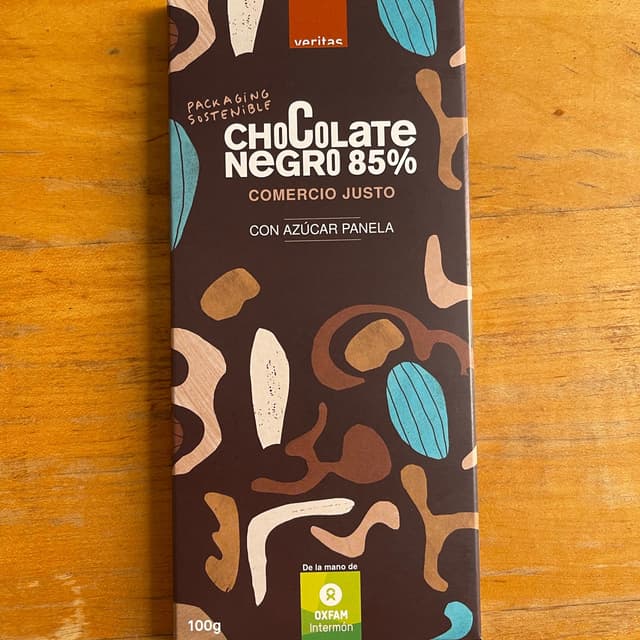 veritas
PACKAGING
SOSTENIBLE
CHOCOLATE
NEGRO 85%
COMERCIO JUSTO
CON AZÚCAR PANELA
De la mano de
OXFAM
Intermón
100g